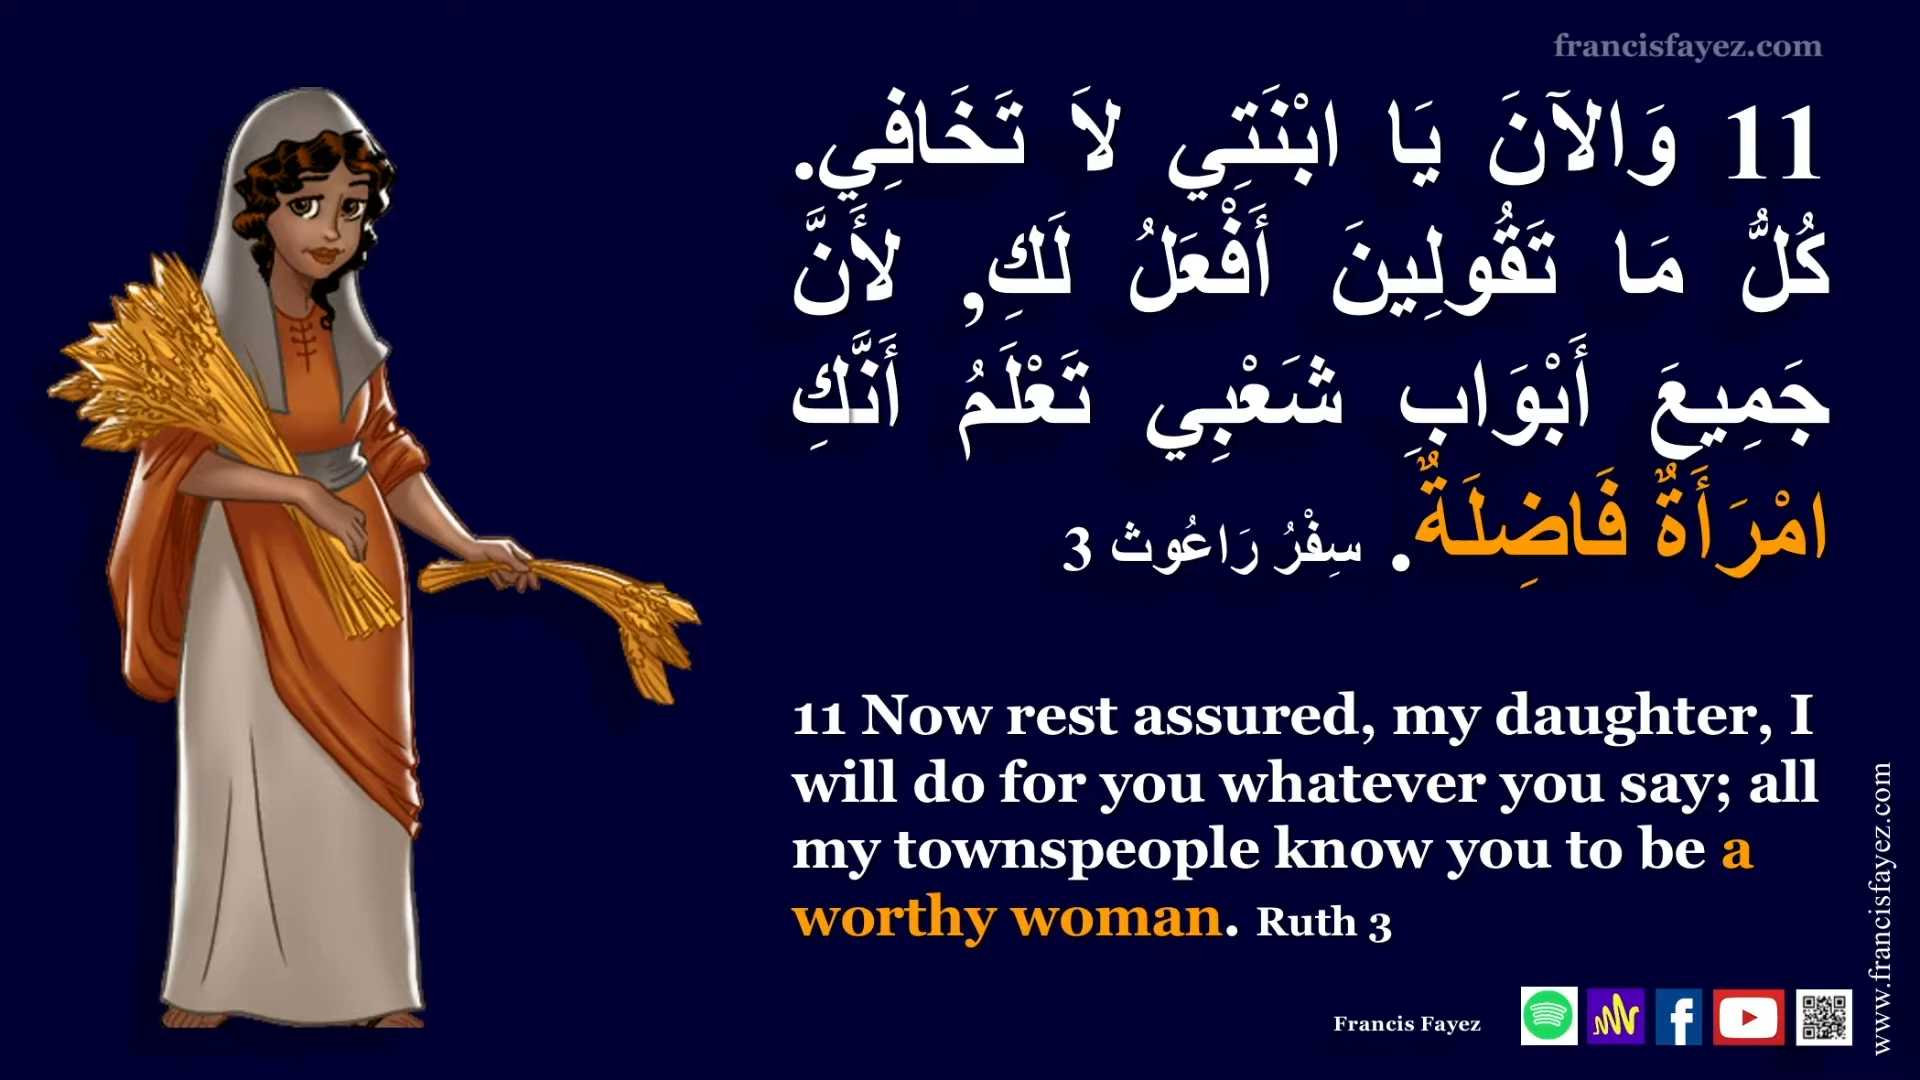 francisfayez.com
11 وَالآنَ يَا ابْنَتِي لاَ تَخَافِي.
كُلُّ مَا تَقُولِينَ أَفْعَلُ لَكِ, لأَنَّ
جَمِيعَ أَبْوَابِ شَعْبِي تَعْلَمُ أَنَّكِ
امْرَأَةٌ فَاضِلَةٌ. سِفْرُ رَاعُوث 3
11 Now rest assured, my daughter, I
will do for you whatever you say; all
my townspeople know you to be a
worthy woman. Ruth 3
Francis Fayez
www.francisfayez.com